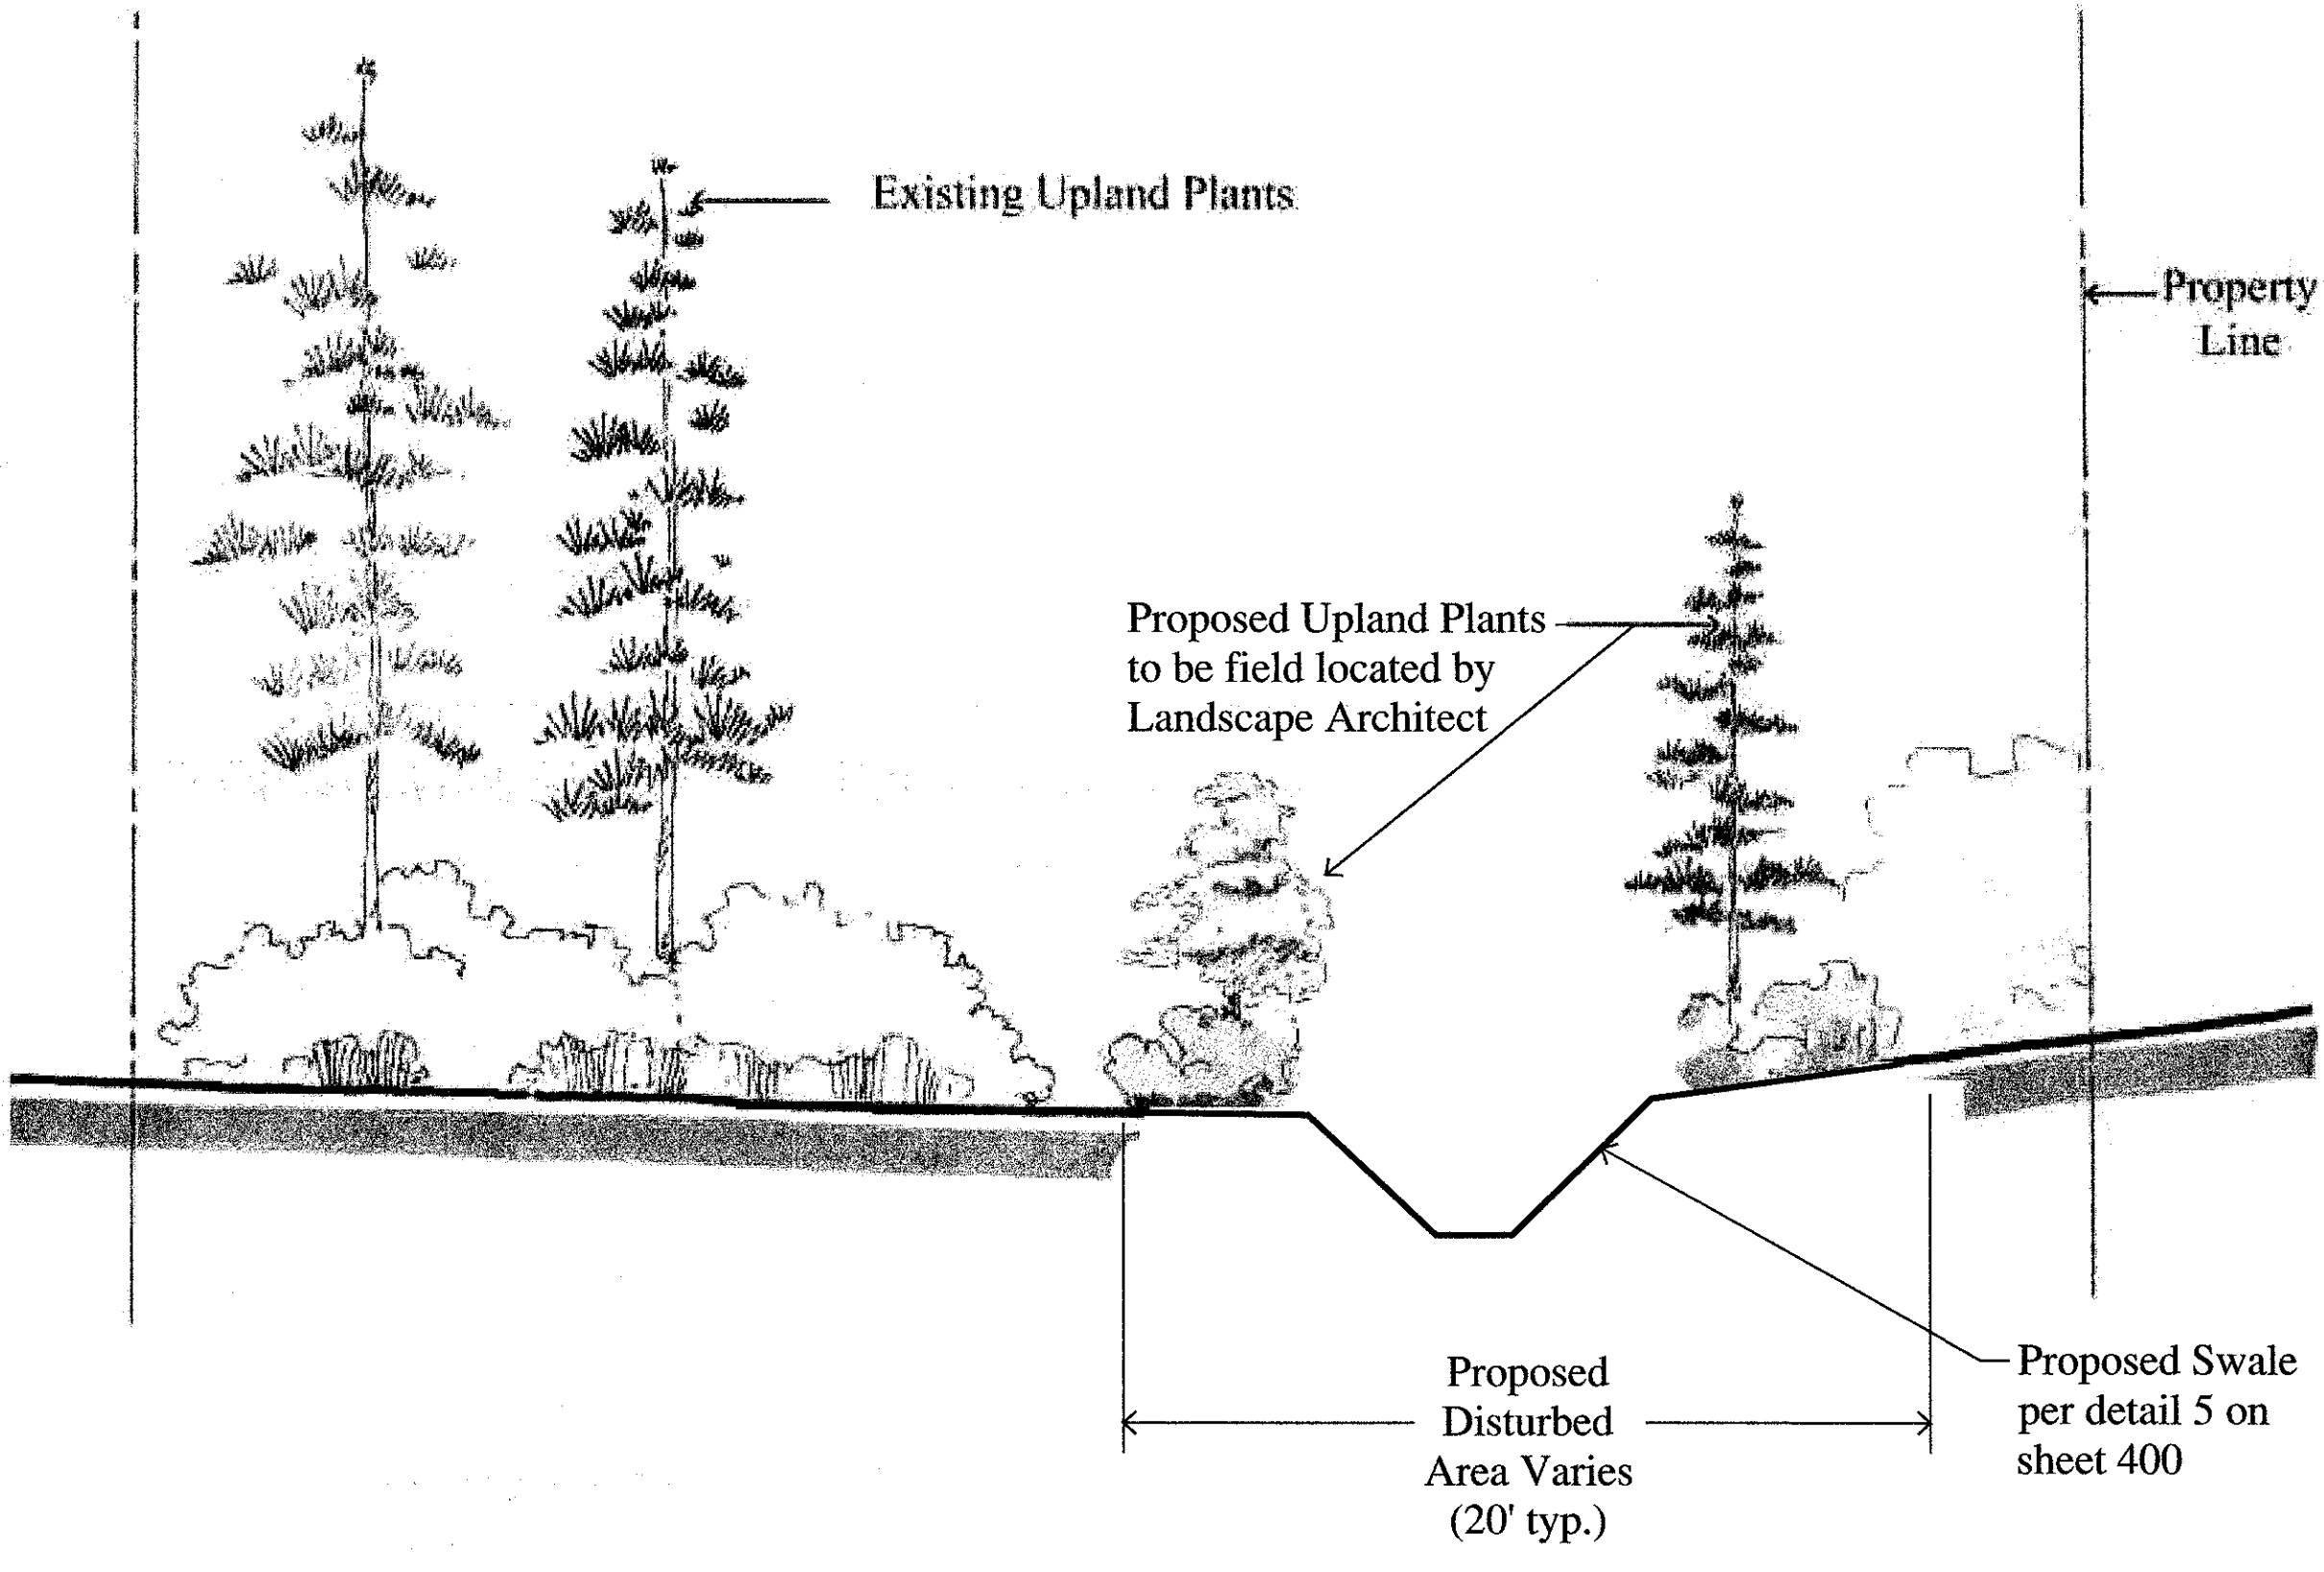 Existing Upland Plants
Property
Line
Proposed Upland Plants
to be field located by
Landscape Architect
Proposed
Disturbed
Area Varies
(20' typ.)
Proposed Swale
per detail 5 on
sheet 400